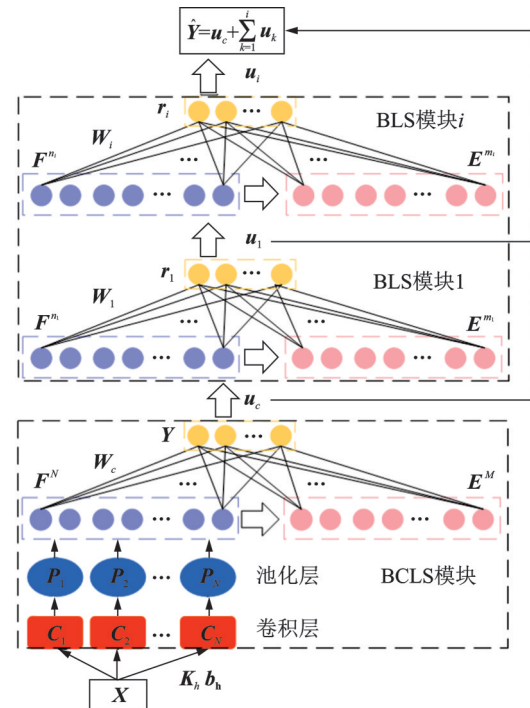 Ŷ=u_c+∑_{k=1}^{i}u_k
u_i
r_i
BLS模块i
W_i
F^{n_i}
...
...
...
E^{m_i}
...
...
u_1
r_1
...
BLS模块1
W_1
F^{n_1}
...
...
E^{m_1}
...
...
u_c
Y
...
F^N
W_c
...
...
E^M
...
...
P_1
P_2
...
P_N
池化层
BCLS模块
C_1
C_2
...
C_N
卷积层
X
K_h b_h